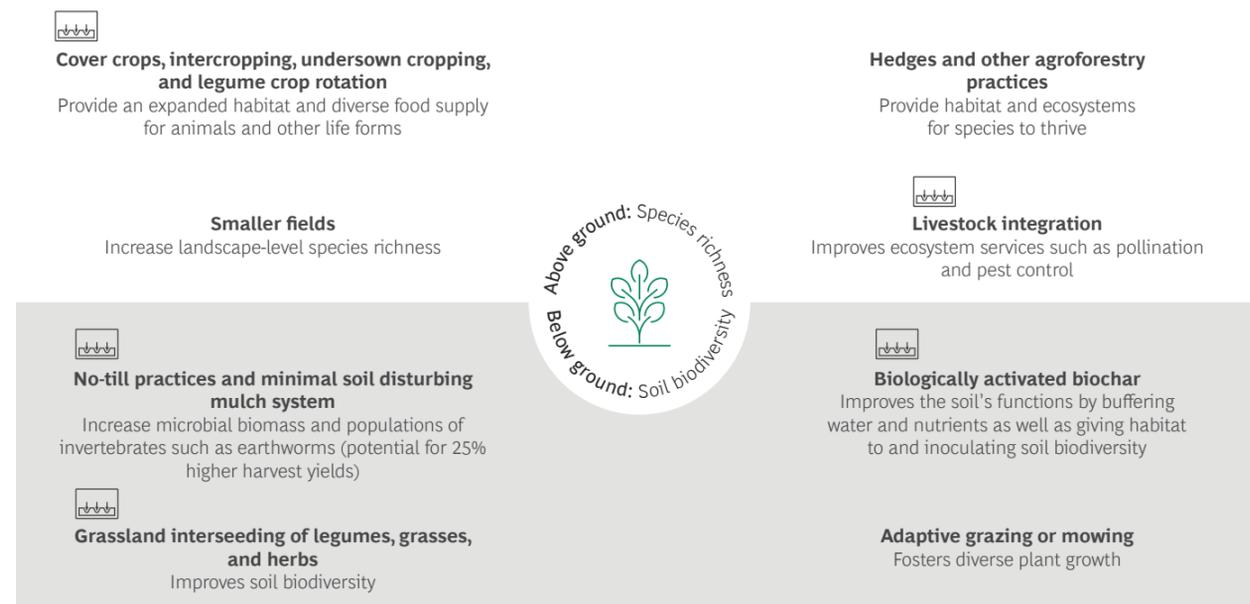 Cover crops, intercropping, undersown cropping,
and legume crop rotation
Provide an expanded habitat and diverse food supply
for animals and other life forms
Hedges and other agroforestry
practices
Provide habitat and ecosystems
for species to thrive
Smaller fields
Increase landscape-level species richness
Livestock integration
Improves ecosystem services such as pollination
and pest control
Above ground: Species richness
Below ground: Soil biodiversity
No-till practices and minimal soil disturbing
mulch system
Increase microbial biomass and populations of
invertebrates such as earthworms (potential for 25%
higher harvest yields)
Biologically activated biochar
Improves the soil's functions by buffering
water and nutrients as well as giving habitat
to and inoculating soil biodiversity
Grassland interseeding of legumes, grasses,
and herbs
Improves soil biodiversity
Adaptive grazing or mowing
Fosters diverse plant growth